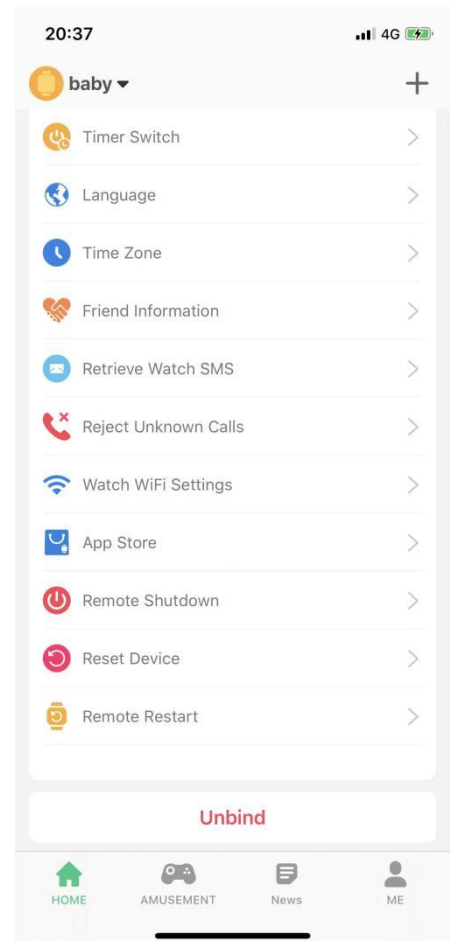 20:37
4G
baby
Timer Switch
Language
Time Zone
Friend Information
Retrieve Watch SMS
Reject Unknown Calls
Watch WiFi Settings
App Store
Remote Shutdown
Reset Device
Remote Restart
Unbind
HOME AMUSEMENT News ME